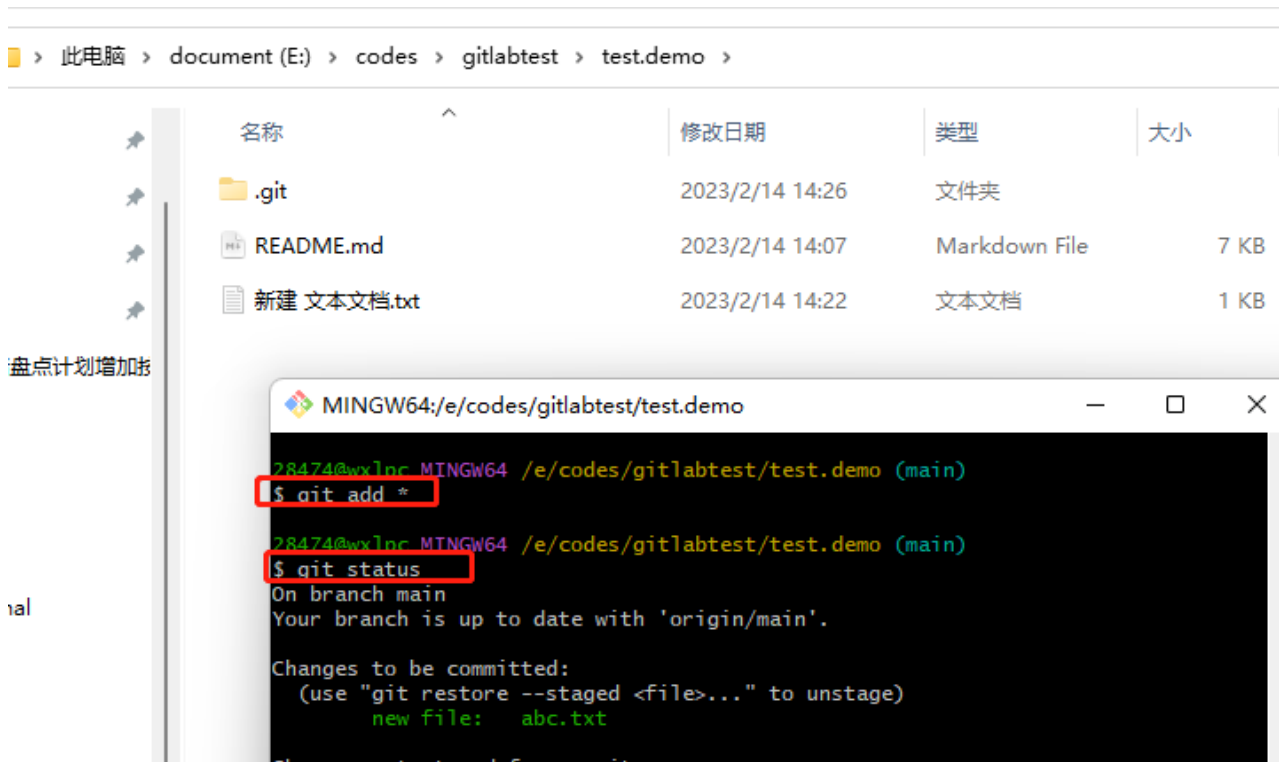 > 此电脑 > document (E:) > codes > gitlabtest > test.demo >
名称 修改日期 类型 大小
.git 2023/2/14 14:26 文件夹
README.md 2023/2/14 14:07 Markdown File 7 KB
新建 文本文档.txt 2023/2/14 14:22 文本文档 1 KB
盘点计划增加按
nal
MINGW64:/e/codes/gitlabtest/test.demo
28474@wxlpc MINGW64 /e/codes/gitlabtest/test.demo (main)
$ git add *
28474@wxlpc MINGW64 /e/codes/gitlabtest/test.demo (main)
$ git status
On branch main
Your branch is up to date with 'origin/main'.
Changes to be committed:
(use "git restore --staged <file>..." to unstage)
new file: abc.txt